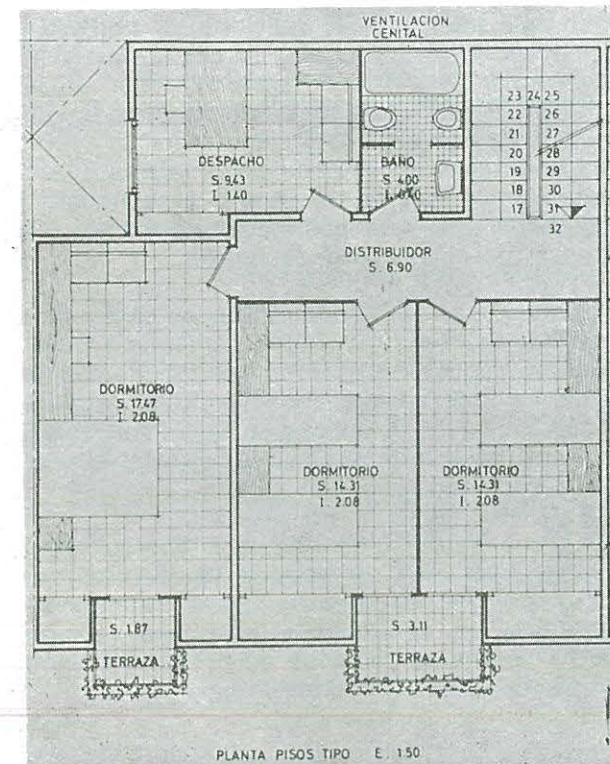 VENTILACION
CENITAL
DESPACHO
S. 9,43
I. 1.40
BAÑO
S. 4.00
I. 0.40
23 24 25
22 26
21 27
20 28
19 29
18 30
17 31
32
DISTRIBUIDOR
S. 6.90
DORMITORIO
S. 17.47
I. 2.08
DORMITORIO
S. 14.31
I. 2.08
DORMITORIO
S. 14.31
I. 2.08
S. 1.87
TERRAZA
S. 3.11
TERRAZA
PLANTA PISOS TIPO E. 1.50